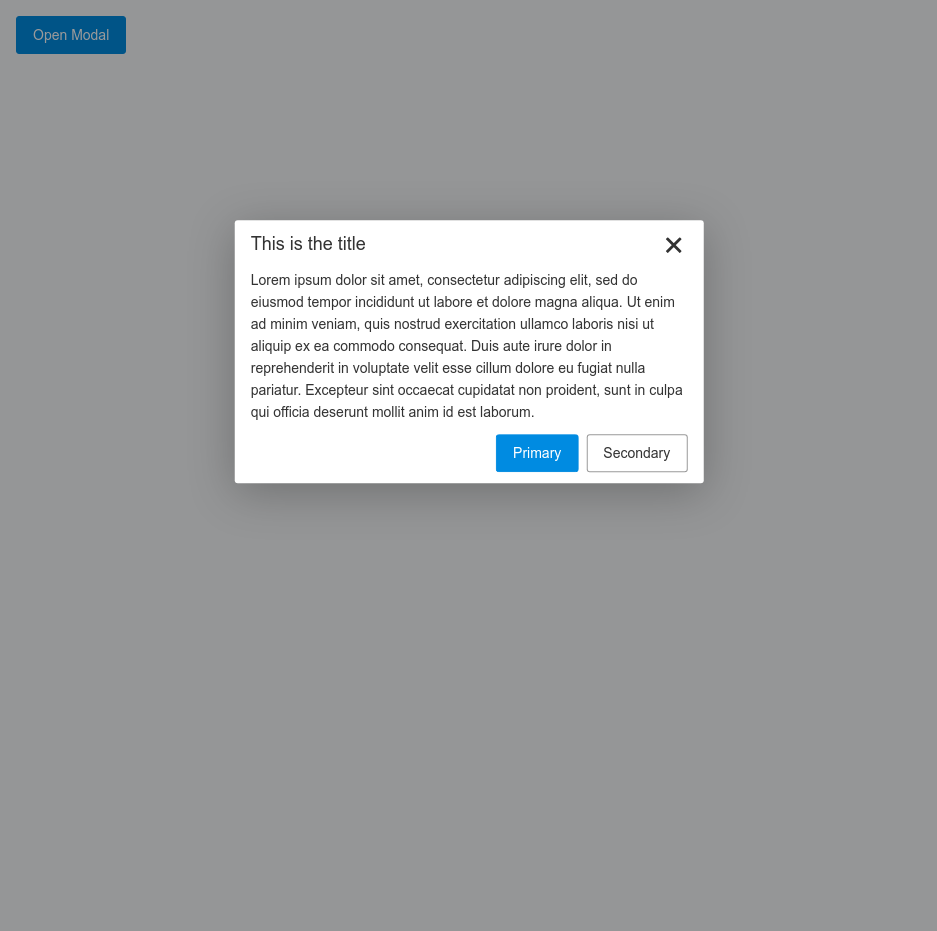 Open Modal
This is the title
Lorem ipsum dolor sit amet, consectetur adipiscing elit, sed do
eiusmod tempor incididunt ut labore et dolore magna aliqua. Ut enim
ad minim veniam, quis nostrud exercitation ullamco laboris nisi ut
aliquip ex ea commodo consequat. Duis aute irure dolor in
reprehenderit in voluptate velit esse cillum dolore eu fugiat nulla
pariatur. Excepteur sint occaecat cupidatat non proident, sunt in culpa
qui officia deserunt mollit anim id est laborum.
Primary Secondary